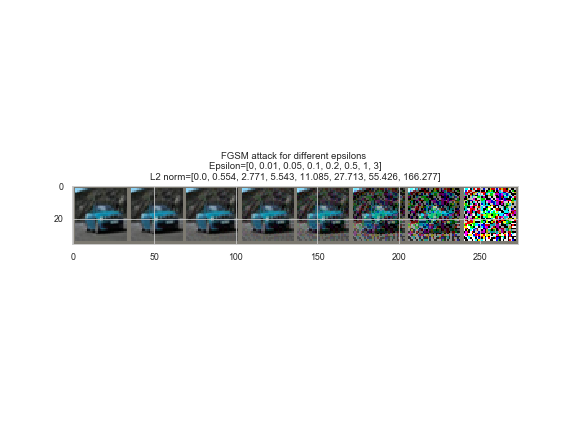 FGSM attack for different epsilons
Epsilon=[0, 0.01, 0.05, 0.1, 0.2, 0.5, 1, 3]
L2 norm=[0.0, 0.554, 2.771, 5.543, 11.085, 27.713, 55.426, 166.277]
0
20
0 50 100 150 200 250